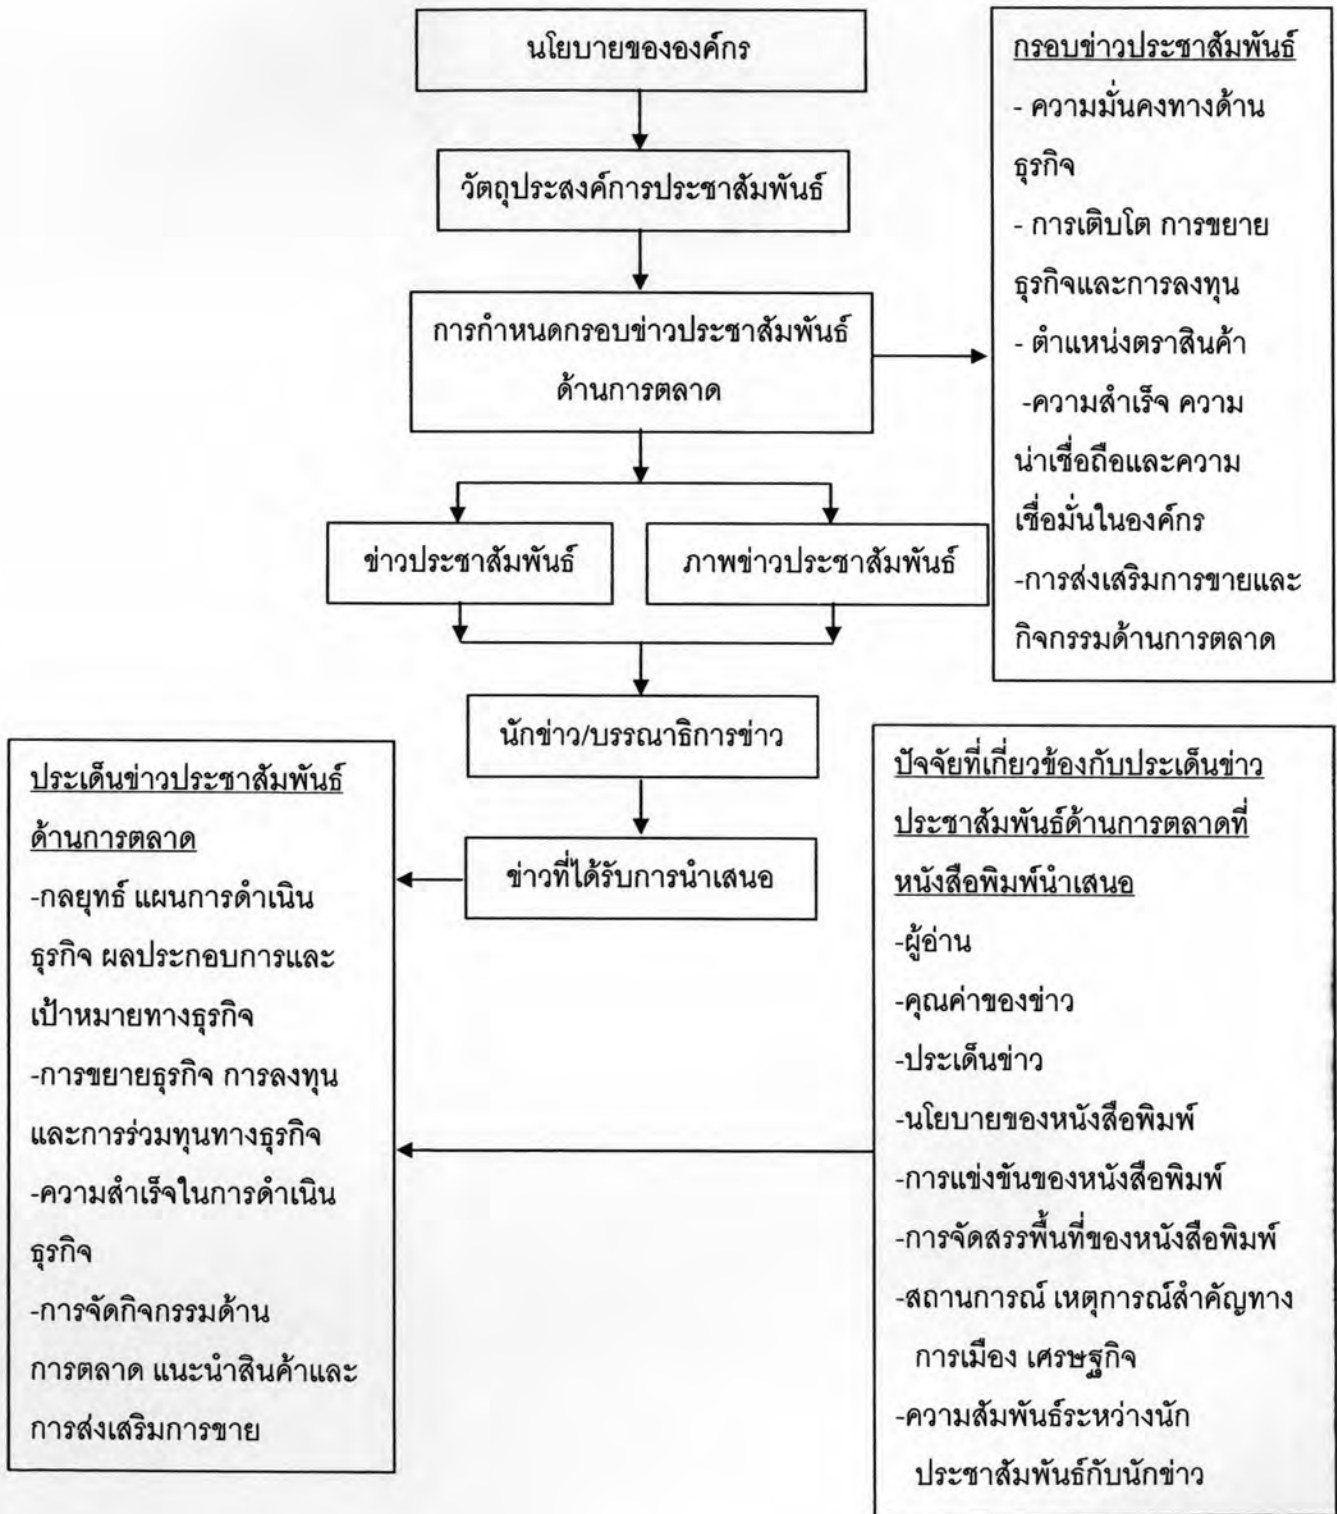 นโยบายขององค์กร
วัตถุประสงค์การประชาสัมพันธ์
การกำหนดกรอบข่าวประชาสัมพันธ์
ด้านการตลาด
กรอบข่าวประชาสัมพันธ์
- ความมั่นคงทางด้าน
ธุรกิจ
- การเติบโต การขยาย
ธุรกิจและการลงทุน
- ตำแหน่งตราสินค้า
-ความสำเร็จ ความ
น่าเชื่อถือและความ
เชื่อมั่นในองค์กร
-การส่งเสริมการขายและ
กิจกรรมด้านการตลาด
ข่าวประชาสัมพันธ์
ภาพข่าวประชาสัมพันธ์
นักข่าว/บรรณาธิการข่าว
ข่าวที่ได้รับการนำเสนอ
ประเด็นข่าวประชาสัมพันธ์
ด้านการตลาด
-กลยุทธ์ แผนการดำเนิน
ธุรกิจ ผลประกอบการและ
เป้าหมายทางธุรกิจ
-การขยายธุรกิจ การลงทุน
และการร่วมทุนทางธุรกิจ
-ความสำเร็จในการดำเนิน
ธุรกิจ
-การจัดกิจกรรมด้าน
การตลาด แนะนำสินค้าและ
การส่งเสริมการขาย
ปัจจัยที่เกี่ยวข้องกับประเด็นข่าว
ประชาสัมพันธ์ด้านการตลาดที่
หนังสือพิมพ์นำเสนอ
-ผู้อ่าน
-คุณค่าของข่าว
-ประเด็นข่าว
-นโยบายของหนังสือพิมพ์
-การแข่งขันของหนังสือพิมพ์
-การจัดสรรพื้นที่ของหนังสือพิมพ์
-สถานการณ์ เหตุการณ์สำคัญทาง
การเมือง เศรษฐกิจ
-ความสัมพันธ์ระหว่างนัก
ประชาสัมพันธ์กับนักข่าว